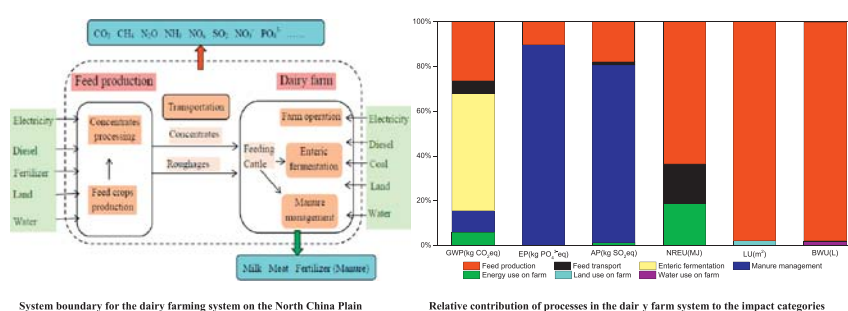 CO₂ CH₄ N₂O NH₃ NOₓ SO₂ NO₃⁻ PO₄³⁻ ......
Feed production
Dairy farm
Transportation
Electricity
Diesel
Fertilizer
Land
Water
Concentrates
processing
Feed crops
production
Concentrates
Roughages
Feeding
Cattle
Farm operation
Enteric
fermentation
Manure
management
Electricity
Diesel
Coal
Land
Water
Milk Meat Fertilizer (Manure)
System boundary for the dairy farming system on the North China Plain
100%
80%
60%
40%
20%
0%
GWP(kg CO₂eq)
EP(kg PO₄³⁻eq)
AP(kg SO₂eq)
NREU(MJ)
LU(m²)
BWU(L)
Feed production
Feed transport
Enteric fermentation
Manure management
Energy use on farm
Land use on farm
Water use on farm
Relative contribution of processes in the dair y farm system to the impact categories